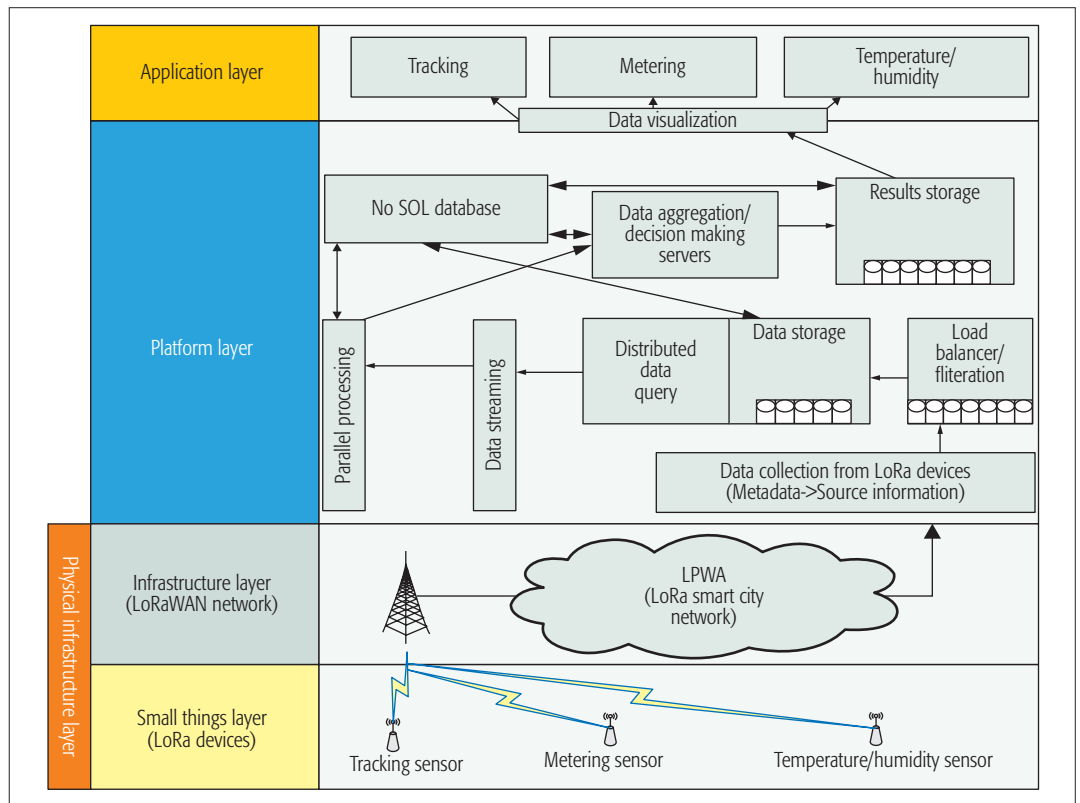 Application layer
Tracking
Metering
Temperature/
humidity
Data visualization
Platform layer
No SOL database
Data aggregation/
decision making
servers
Results storage
Parallel processing
Data streaming
Distributed
data
query
Data storage
Load
balancer/
fliteration
Data collection from LoRa devices
(Metadata->Source information)
Physical infrastructure layer
Infrastructure layer
(LoRaWAN network)
LPWA
(LoRa smart city
network)
Small things layer
(LoRa devices)
Tracking sensor
Metering sensor
Temperature/humidity sensor